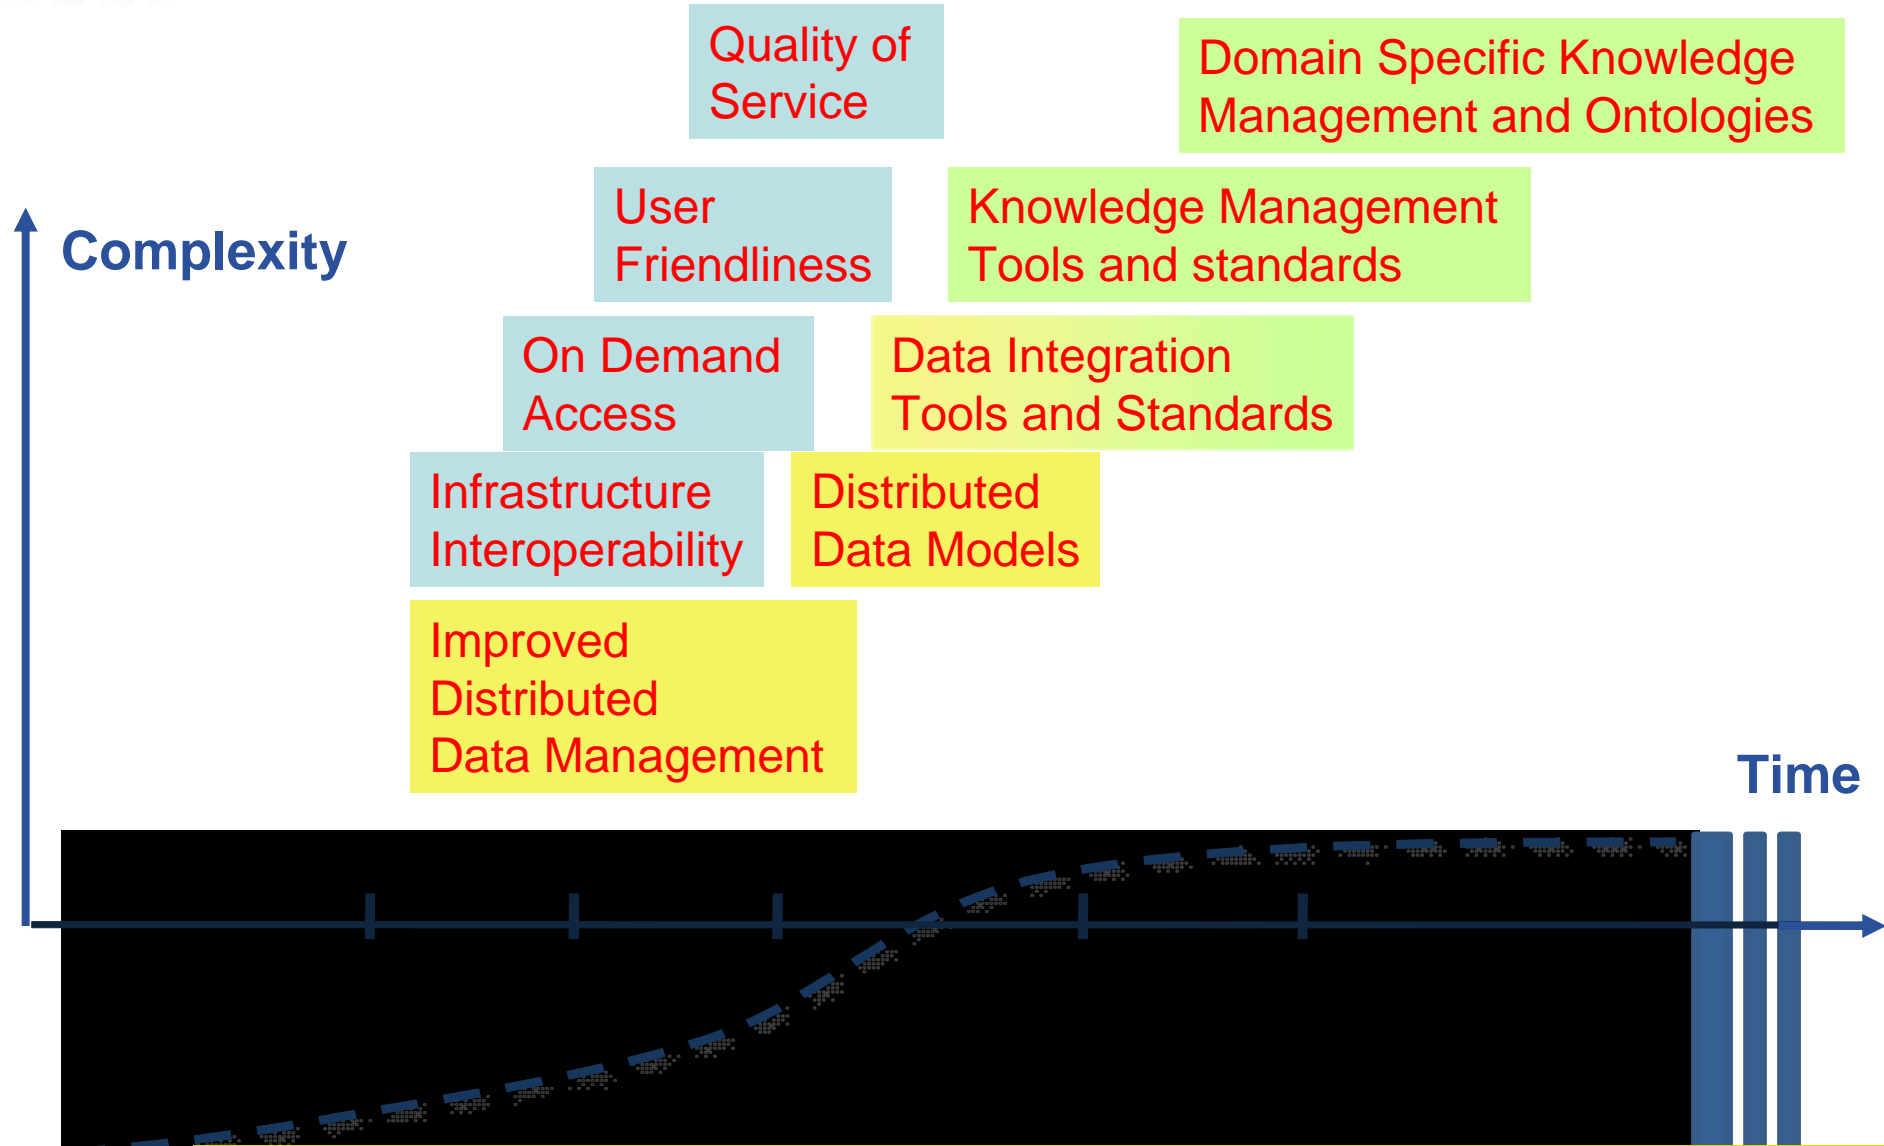 Quality of
Service
Domain Specific Knowledge
Management and Ontologies
User
Friendliness
Knowledge Management
Tools and standards
Complexity
On Demand
Access
Data Integration
Tools and Standards
Infrastructure
Interoperability
Distributed
Data Models
Improved
Distributed
Data Management
Time